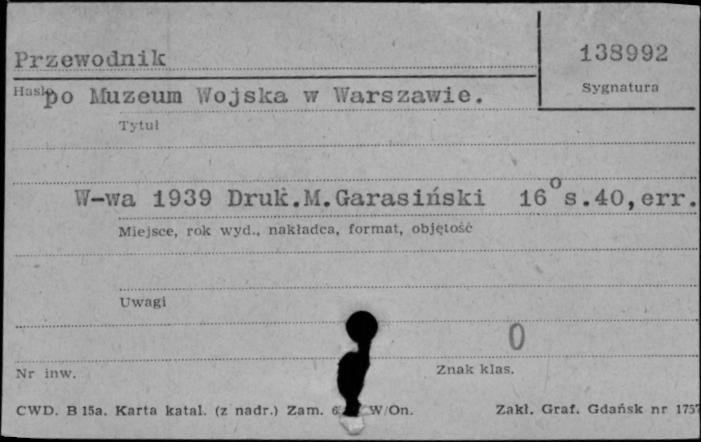 Przewodnik
138992
Hasło
po Muzeum Wojska w Warszawie.
Sygnatura
Tytuł
W-wa 1939 Druk.M.Garasiński 16° s.40,err.
Miejsce, rok wyd., nakładca, format, objętość
Uwagi
0
Nr inw.
Znak klas.
CWD. B 15a. Karta katal. (z nadr.) Zam. W/On.
Zakł. Graf. Gdańsk nr 1757